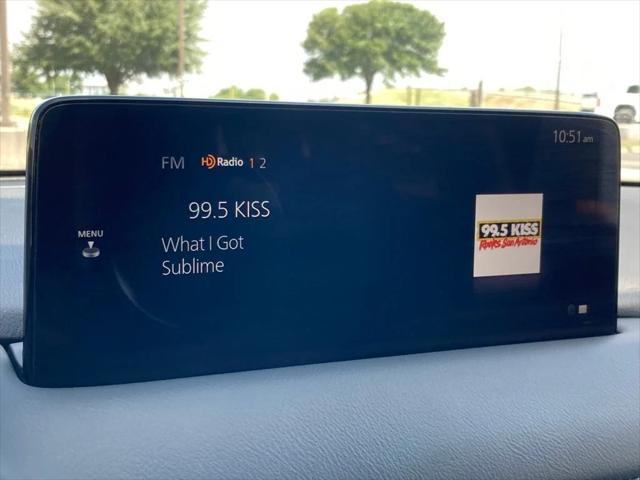 FM HD Radio 1 2
10:51 am
99.5 KISS
MENU
What I Got
Sublime
99.5 KISS
Rocks San Antonio